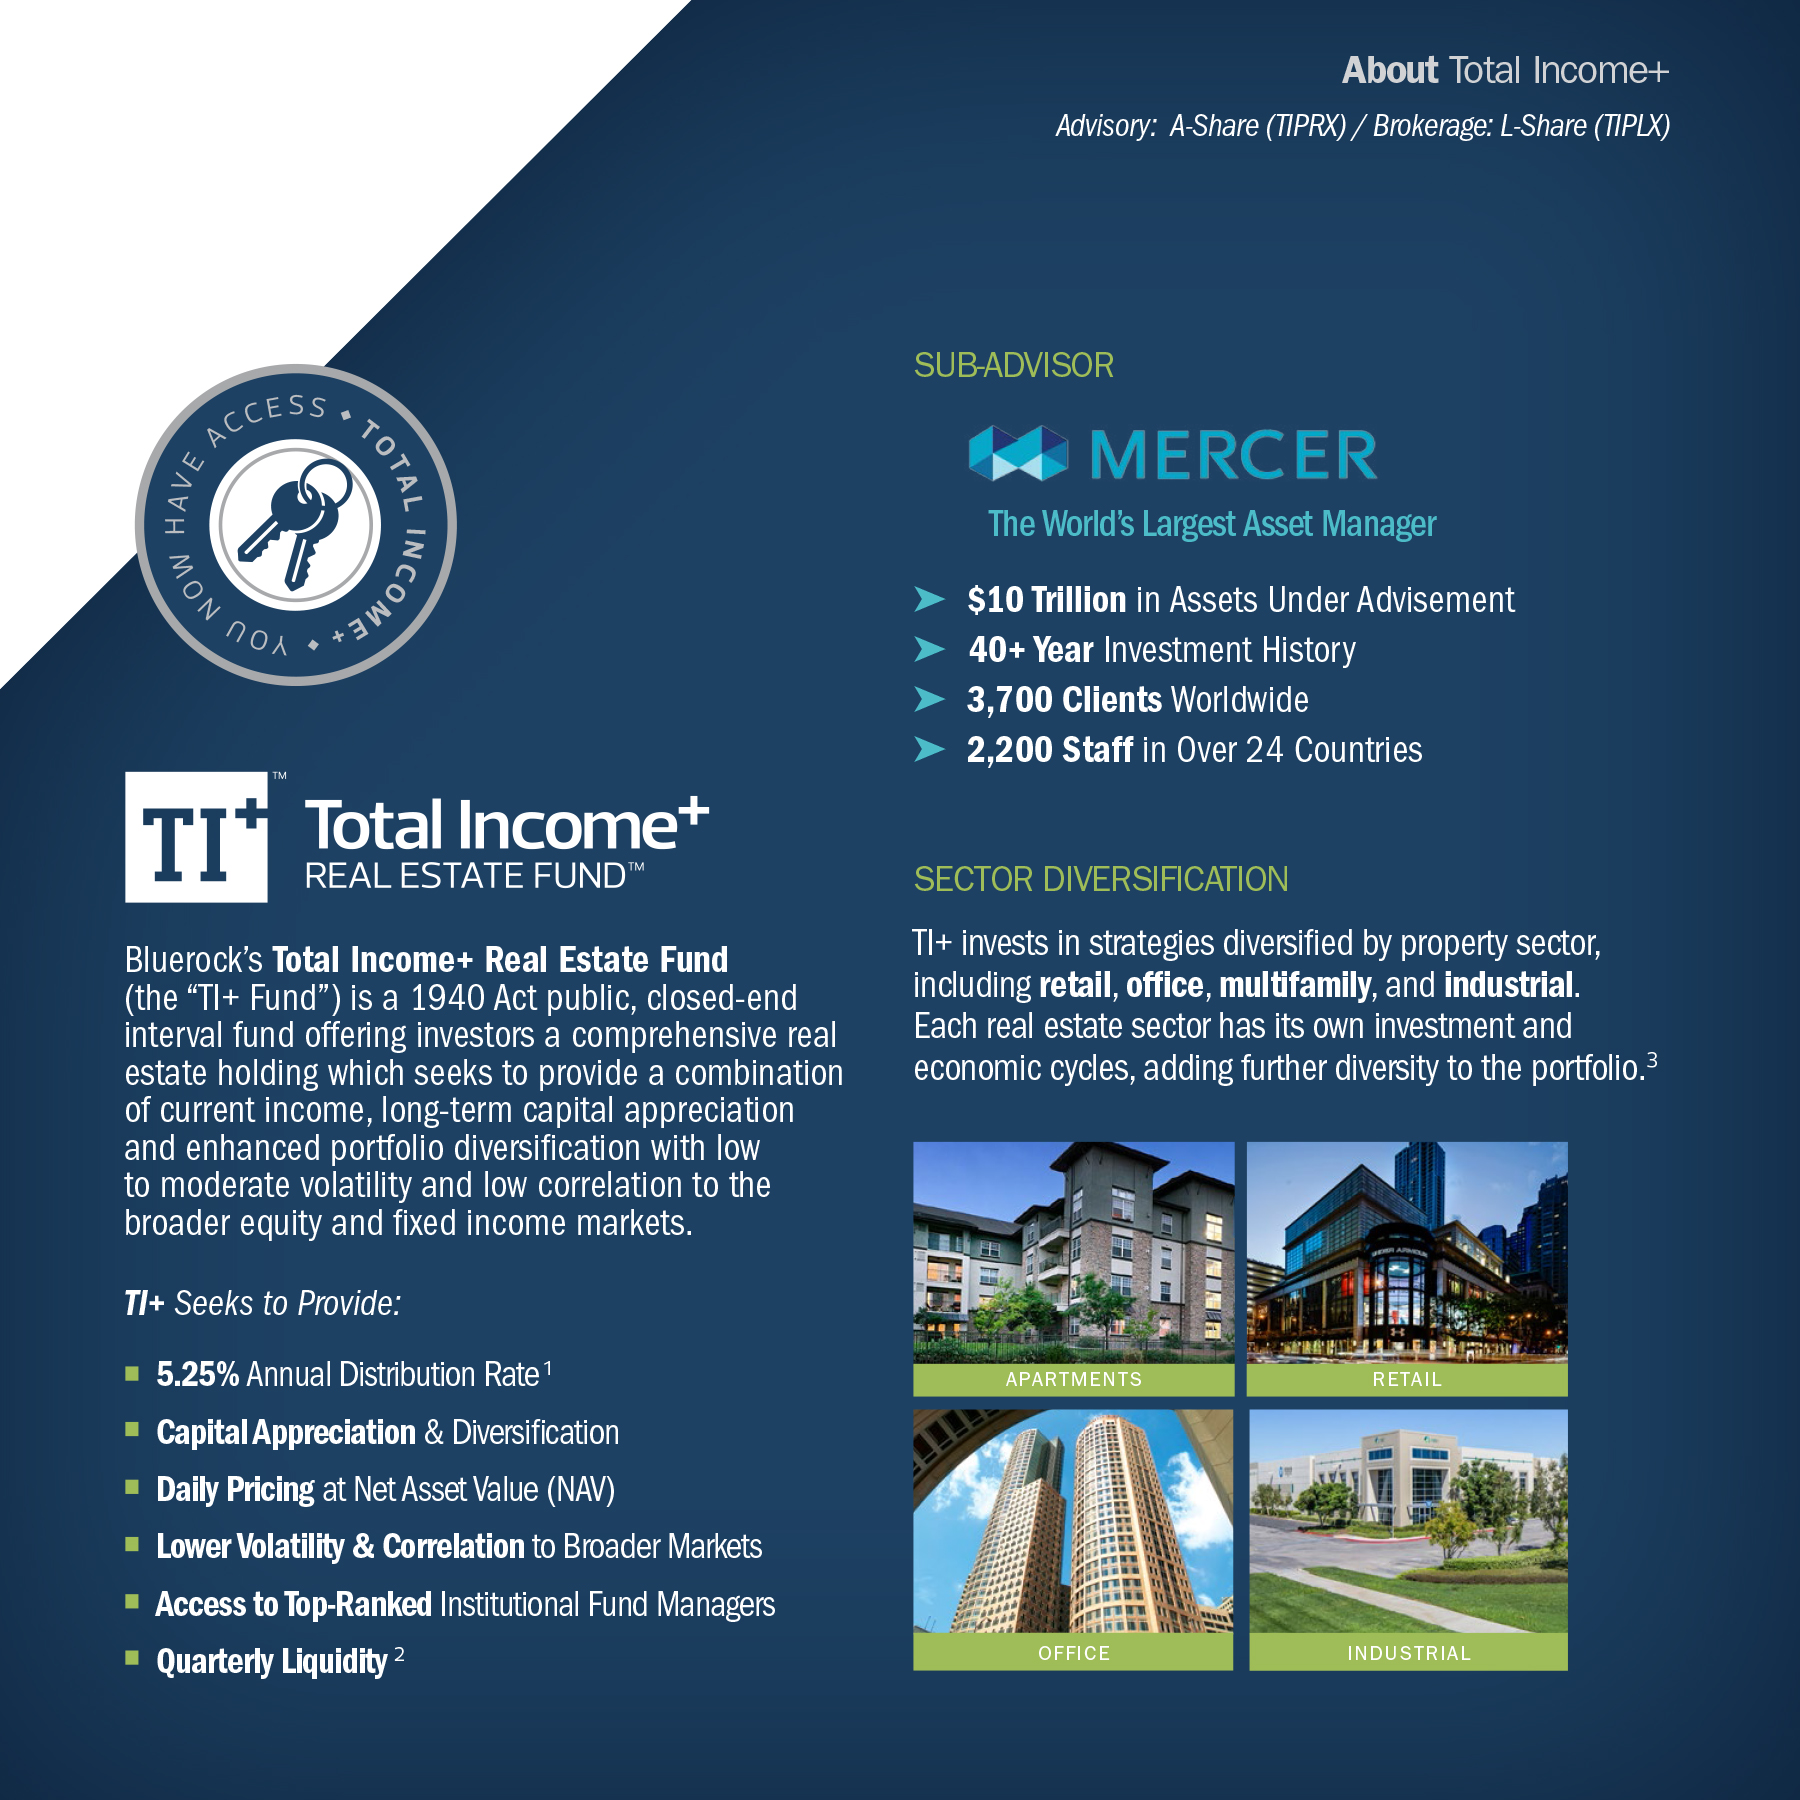 About Total Income+
Advisory:  A-Share (TIPRX) / Brokerage: L-Share (TIPLX)
YOU NOW HAVE ACCESS • TOTAL INCOME+ •
TI+™
Total Income+
REAL ESTATE FUND™
Bluerock's Total Income+ Real Estate Fund
(the “TI+ Fund”) is a 1940 Act public, closed-end
interval fund offering investors a comprehensive real
estate holding which seeks to provide a combination
of current income, long-term capital appreciation
and enhanced portfolio diversification with low
to moderate volatility and low correlation to the
broader equity and fixed income markets.
TI+ Seeks to Provide:
5.25% Annual Distribution Rate 1
Capital Appreciation & Diversification
Daily Pricing at Net Asset Value (NAV)
Lower Volatility & Correlation to Broader Markets
Access to Top-Ranked Institutional Fund Managers
Quarterly Liquidity 2
SUB-ADVISOR
MERCER
The World's Largest Asset Manager
$10 Trillion in Assets Under Advisement
40+ Year Investment History
3,700 Clients Worldwide
2,200 Staff in Over 24 Countries
SECTOR DIVERSIFICATION
TI+ invests in strategies diversified by property sector,
including retail, office, multifamily, and industrial.
Each real estate sector has its own investment and
economic cycles, adding further diversity to the portfolio.3
UNDER ARMOUR
APARTMENTS
RETAIL
OFFICE
INDUSTRIAL